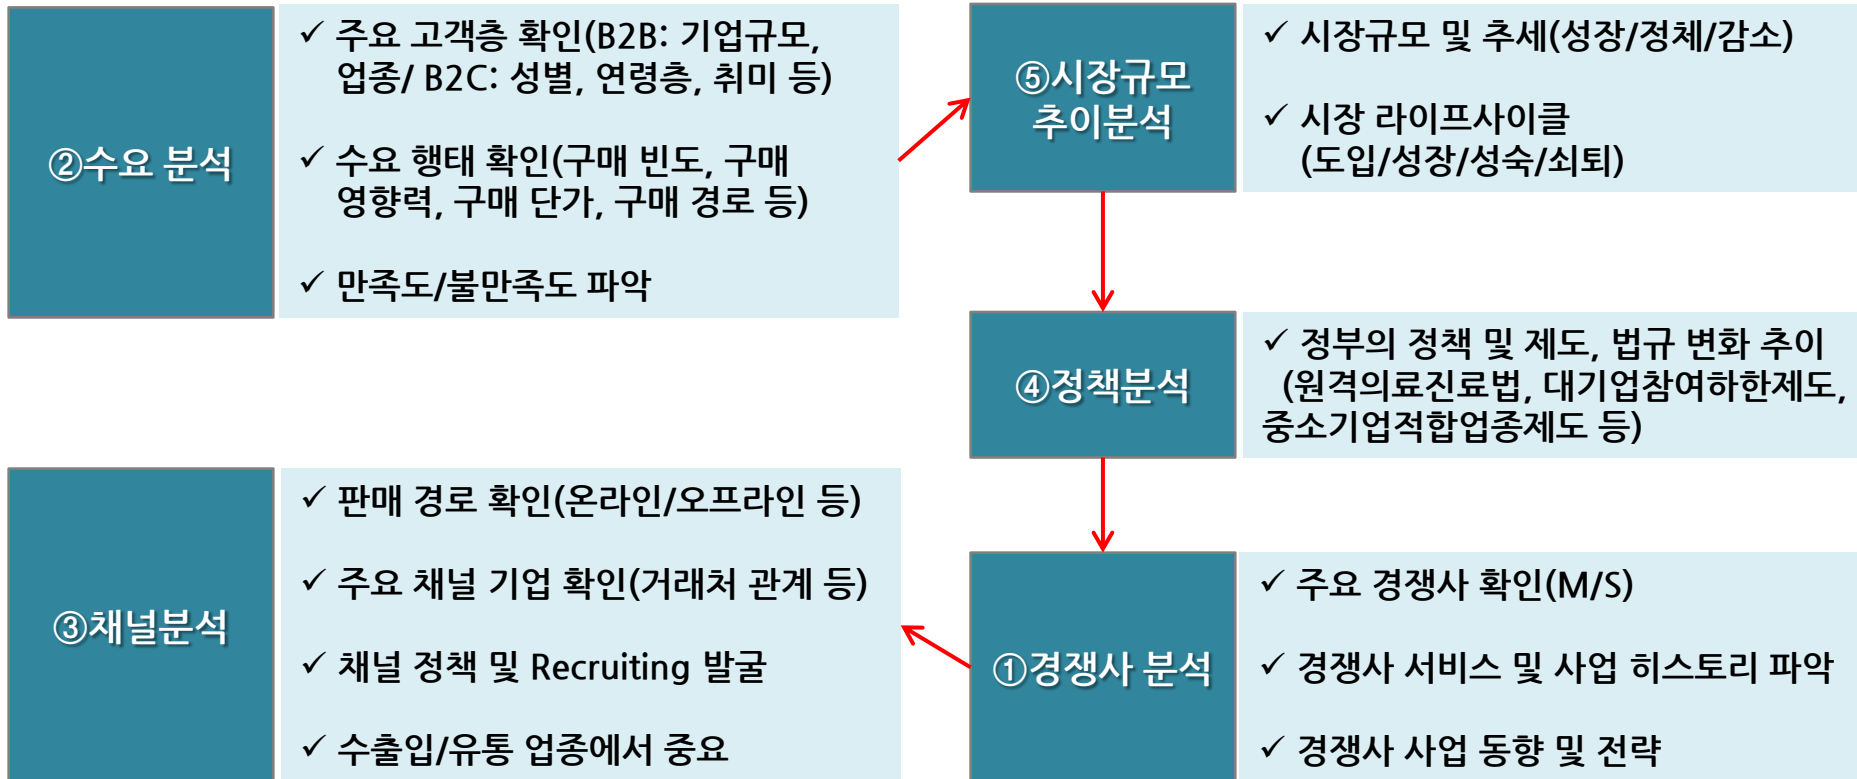 ②수요 분석
✓ 주요 고객층 확인(B2B: 기업규모,
업종/ B2C: 성별, 연령층, 취미 등)
✓ 수요 행태 확인(구매 빈도, 구매
영향력, 구매 단가, 구매 경로 등)
✓ 만족도/불만족도 파악
⑤시장규모
추이분석
✓ 시장규모 및 추세(성장/정체/감소)
✓ 시장 라이프사이클
(도입/성장/성숙/쇠퇴)
④정책분석
✓ 정부의 정책 및 제도, 법규 변화 추이
(원격의료진료법, 대기업참여하한제도,
중소기업적합업종제도 등)
③채널분석
✓ 판매 경로 확인(온라인/오프라인 등)
✓ 주요 채널 기업 확인(거래처 관계 등)
✓ 채널 정책 및 Recruiting 발굴
✓ 수출입/유통 업종에서 중요
①경쟁사 분석
✓ 주요 경쟁사 확인(M/S)
✓ 경쟁사 서비스 및 사업 히스토리 파악
✓ 경쟁사 사업 동향 및 전략